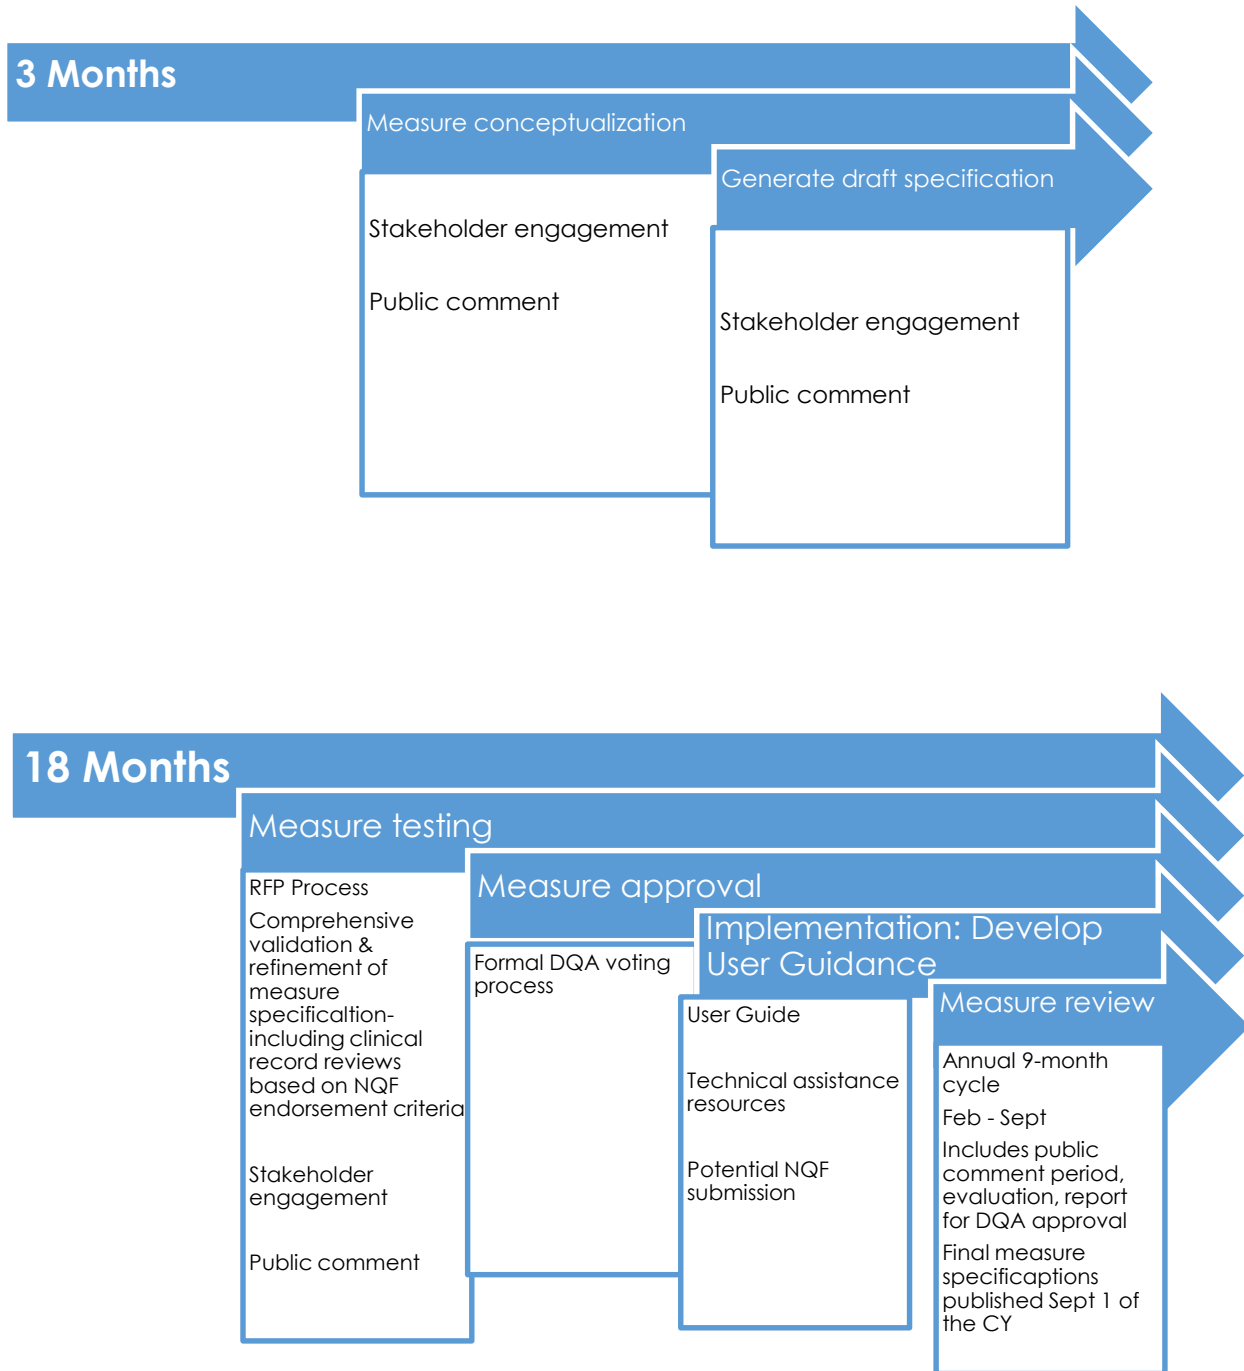 3 Months
Measure conceptualization
Stakeholder engagement
Public comment
Generate draft specification
Stakeholder engagement
Public comment
18 Months
Measure testing
RFP Process
Comprehensive
validation &
refinement of
measure
specificaltion-
including clinical
record reviews
based on NQF
endorsement criteria
Stakeholder
engagement
Public comment
Measure approval
Formal DQA voting
process
Implementation: Develop
User Guidance
User Guide
Technical assistance
resources
Potential NQF
submission
Measure review
Annual 9-month
cycle
Feb - Sept
Includes public
comment period,
evaluation, report
for DQA approval
Final measure
specificaptions
published Sept 1 of
the CY